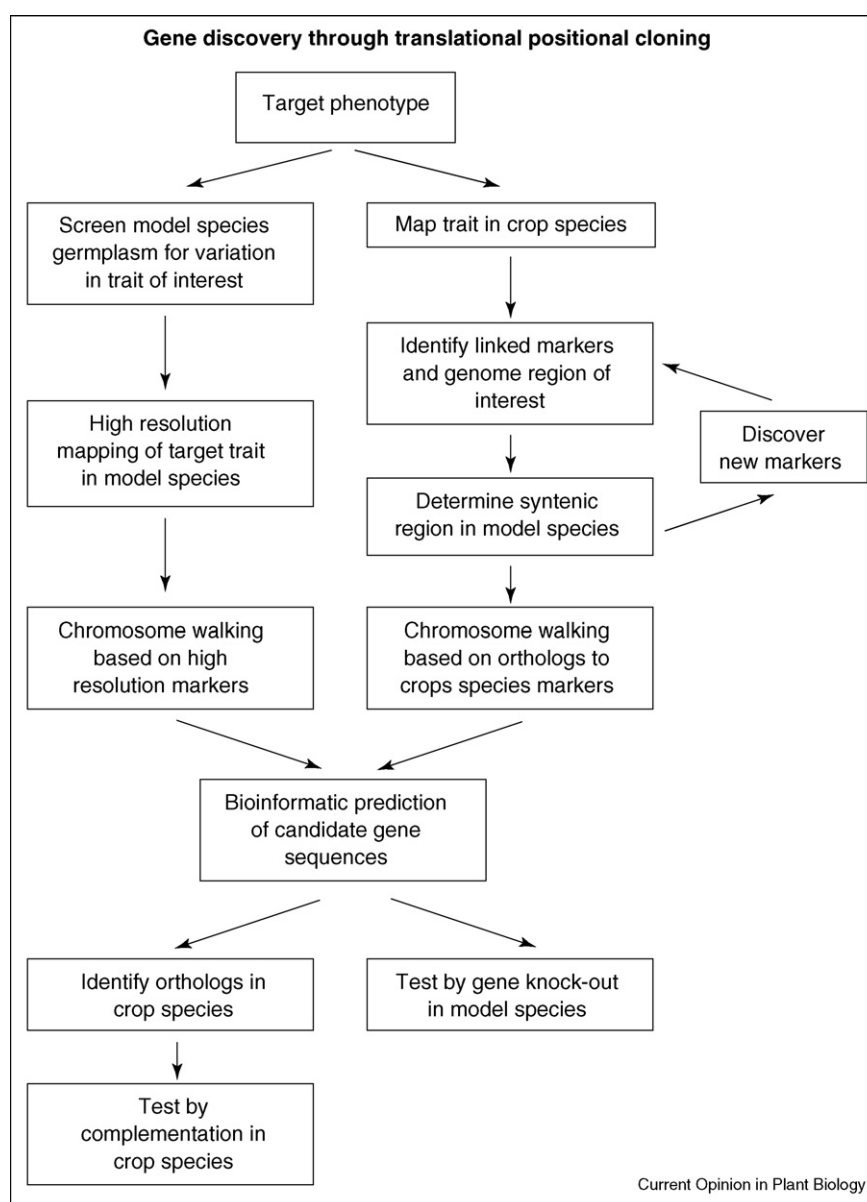 Gene discovery through translational positional cloning
Target phenotype
Screen model species
germplasm for variation
in trait of interest
Map trait in crop species
Identify linked markers
and genome region of
interest
High resolution
mapping of target trait
in model species
Discover
new markers
Determine syntenic
region in model species
Chromosome walking
based on high
resolution markers
Chromosome walking
based on orthologs to
crops species markers
Bioinformatic prediction
of candidate gene
sequences
Identify orthologs in
crop species
Test by gene knock-out
in model species
Test by
complementation in
crop species
Current Opinion in Plant Biology